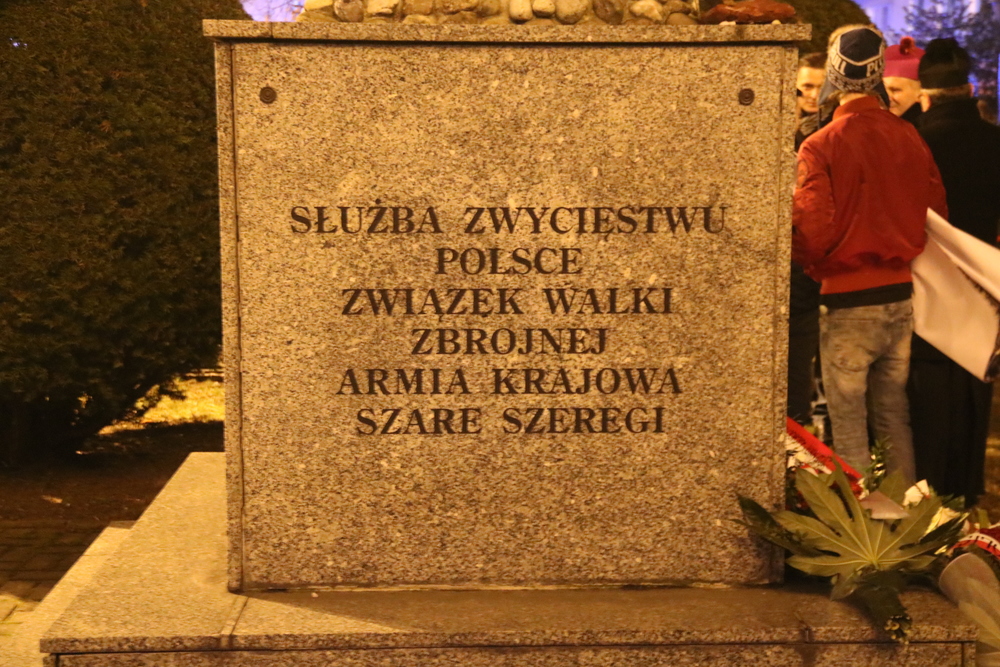 SŁUŻBA ZWYCIĘSTWU
POLSCE
ZWIĄZEK WALKI
ZBROJNEJ
ARMIA KRAJOWA
SZARE SZEREGI